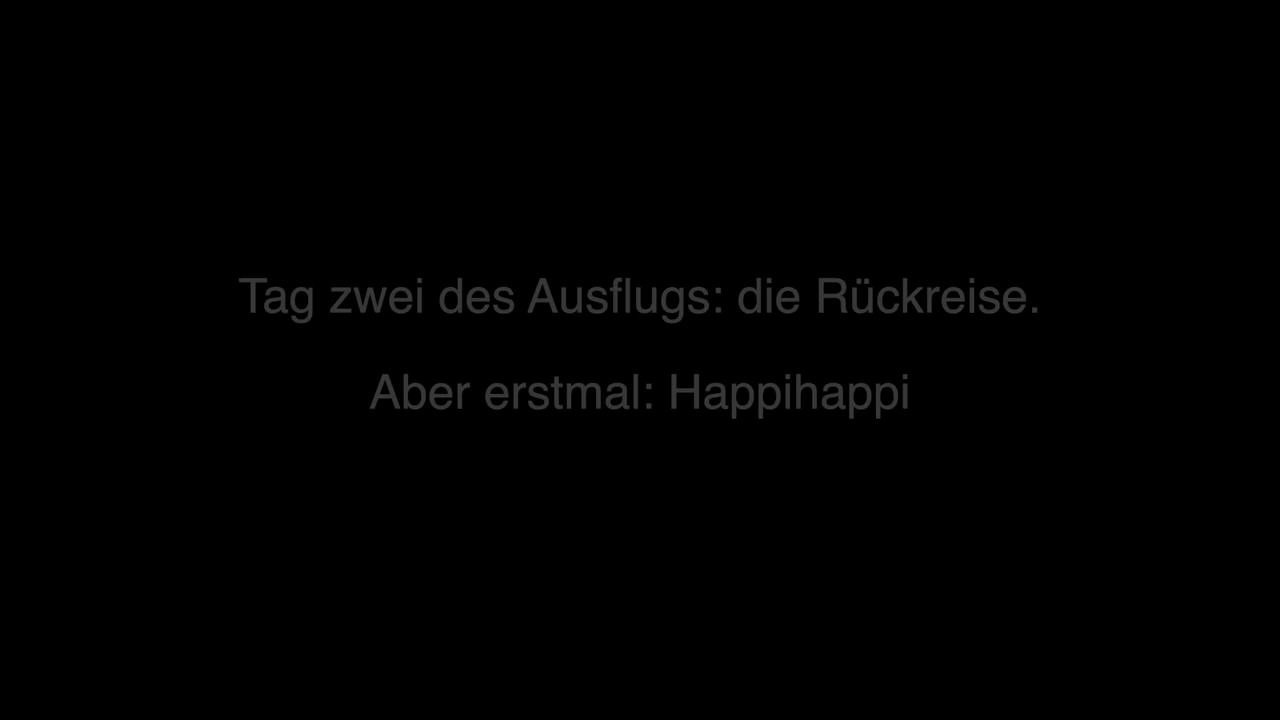 Tag zwei des Ausflugs: die Rückreise.
Aber erstmal: Happihappi